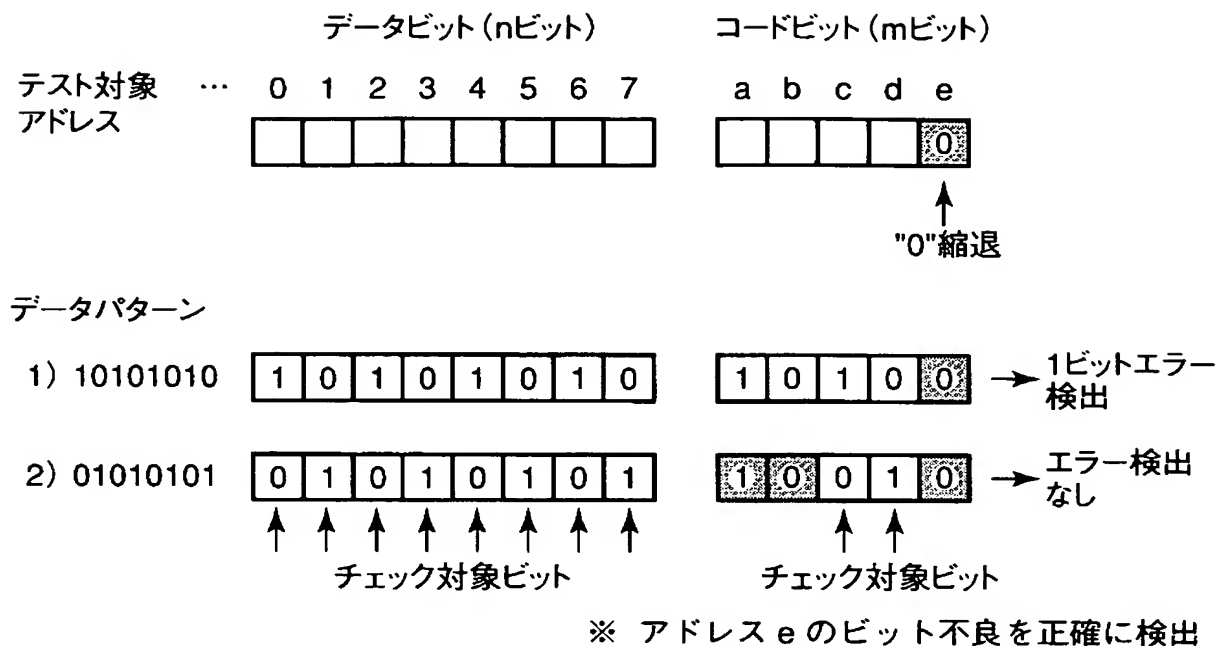 データビット(nビット) コードビット(mビット)
テスト対象 … 0 1 2 3 4 5 6 7 a b c d e
アドレス
0
"0"縮退
データパターン
1) 10101010 1 0 1 0 1 0 1 0 1 0 1 0 0 1ビットエラー
検出
2) 01010101 0 1 0 1 0 1 0 1 1 0 0 1 0 エラー検出
なし
チェック対象ビット チェック対象ビット
※ アドレス e のビット不良を正確に検出